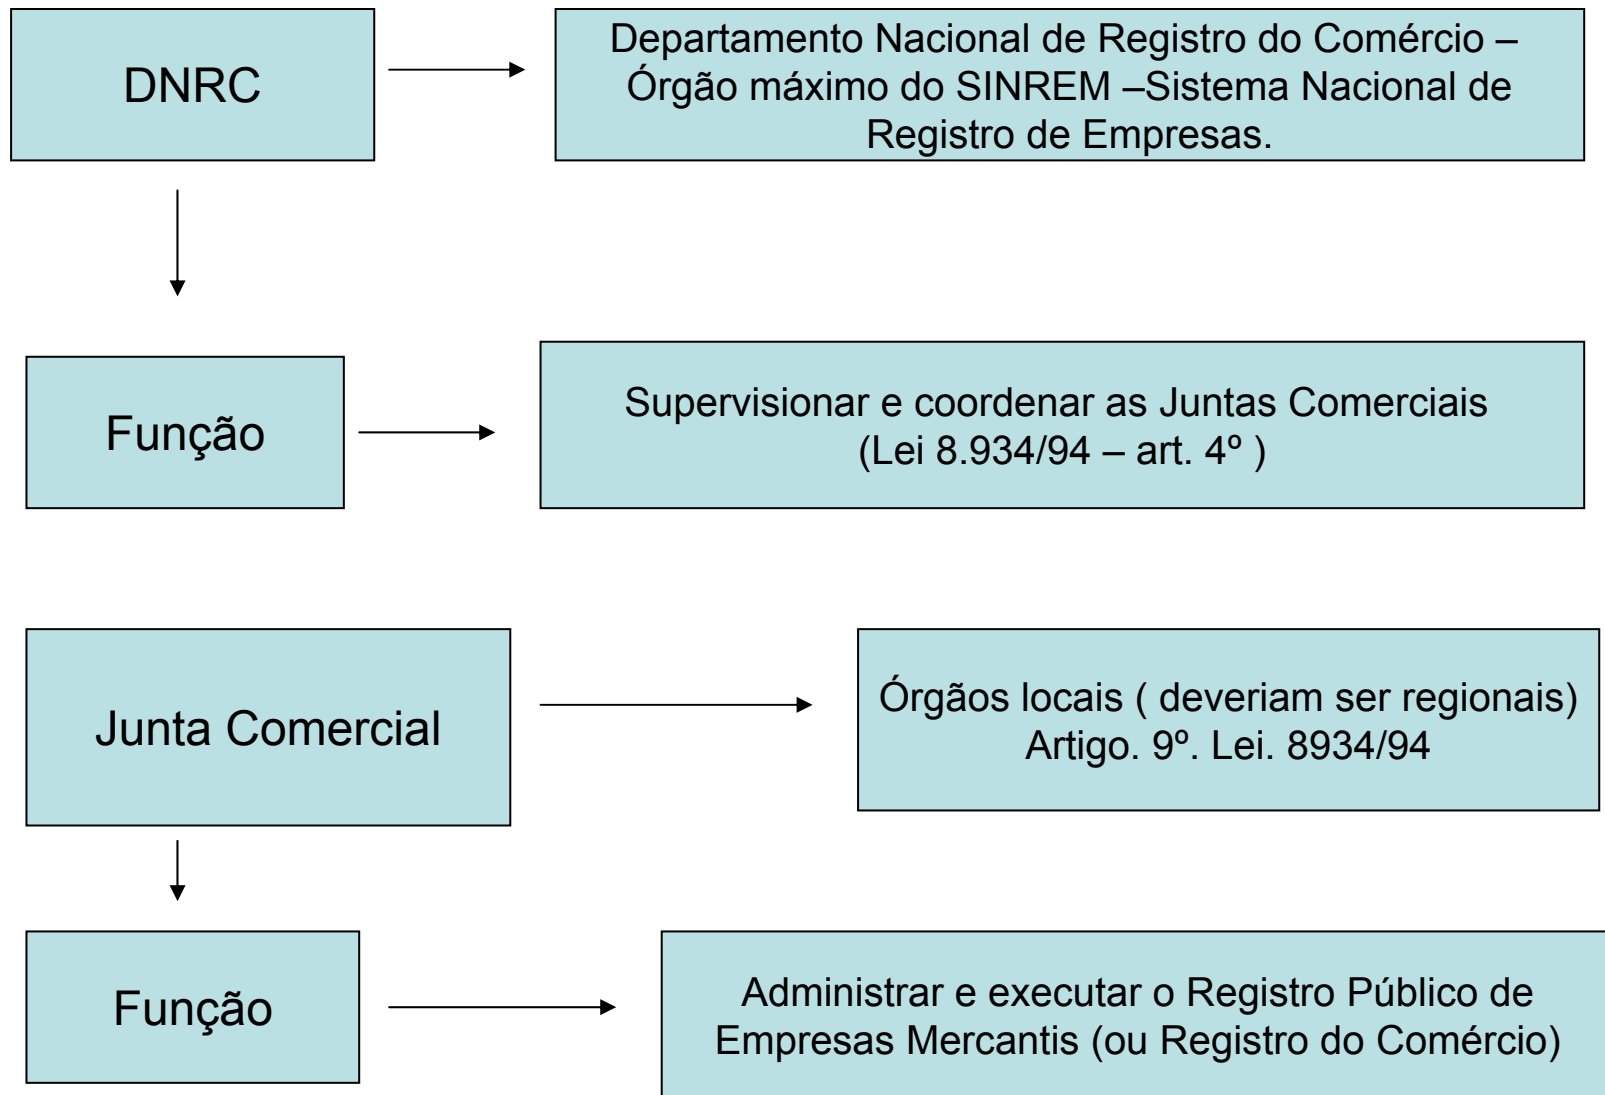 DNRC
Departamento Nacional de Registro do Comércio –
Órgão máximo do SINREM –Sistema Nacional de
Registro de Empresas.
Função
Supervisionar e coordenar as Juntas Comerciais
(Lei 8.934/94 – art. 4º )
Junta Comercial
Órgãos locais ( deveriam ser regionais)
Artigo. 9º. Lei. 8934/94
Função
Administrar e executar o Registro Público de
Empresas Mercantis (ou Registro do Comércio)